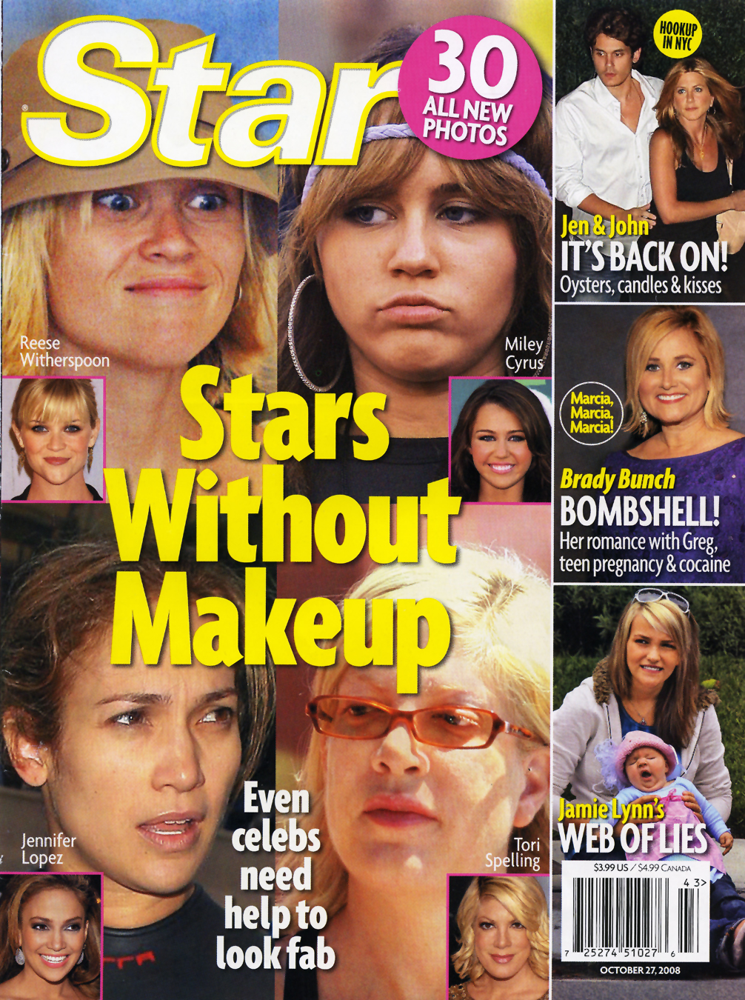 Star
®
30
ALL NEW
PHOTOS
Reese
Witherspoon
Miley
Cyrus
Stars
Without
Makeup
Jennifer
Lopez
Even
celebs
need
help to
look fab
Tori
Spelling
HOOKUP
IN NYC
Jen & John
IT'S BACK ON!
Oysters, candles & kisses
Marcia,
Marcia,
Marcia!
Brady Bunch
BOMBSHELL!
Her romance with Greg,
teen pregnancy & cocaine
Jamie Lynn's
WEB OF LIES
$3.99 US / $4.99 CANADA
4 3>
7 25274 51027 6
OCTOBER 27, 2008